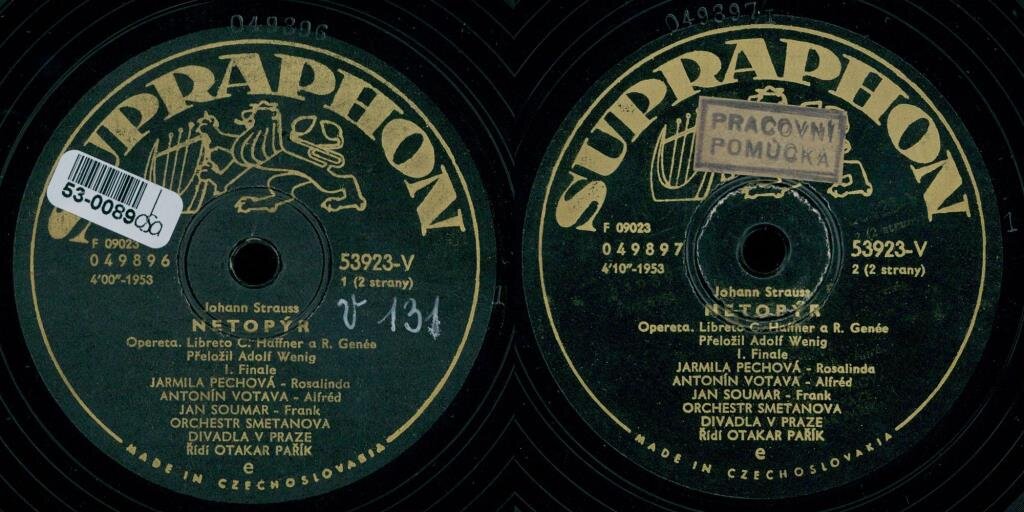 SUPRAPHON
53-0089
F 09023
049896
4'00"-1953
53923-V
1 (2 strany)
v 131
Johann Strauss
NETOPÝR
Opereta. Libreto C. Haffner a R. Genée
Přeložil Adolf Wenig
I. Finale
JARMILA PECHOVÁ - Rosalinda
ANTONÍN VOTAVA - Alfréd
JAN SOUMAR - Frank
ORCHESTR SMETANOVA
DIVADLA V PRAZE
Řídí OTAKAR PAŘÍK
e
MADE IN CZECHOSLOVAKIA
SUPRAPHON
PRACOVNÍ
POMŮCKA
F 09023
049897
4'10"-1953
53923-V
2 (2 strany)
Johann Strauss
NETOPÝR
Opereta. Libreto C. Haffner a R. Genée
Přeložil Adolf Wenig
I. Finale
JARMILA PECHOVÁ - Rosalinda
ANTONÍN VOTAVA - Alfréd
JAN SOUMAR - Frank
ORCHESTR SMETANOVA
DIVADLA V PRAZE
Řídí OTAKAR PAŘÍK
e
MADE IN CZECHOSLOVAKIA